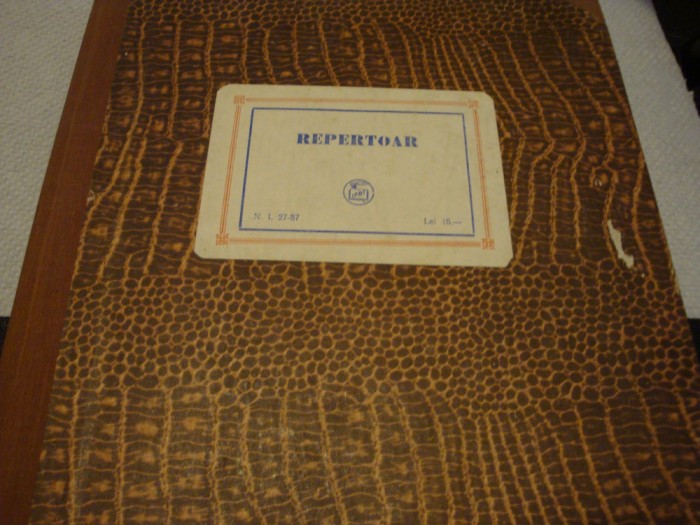 REPERTOAR
N. I. 27-57
Lei 15.—